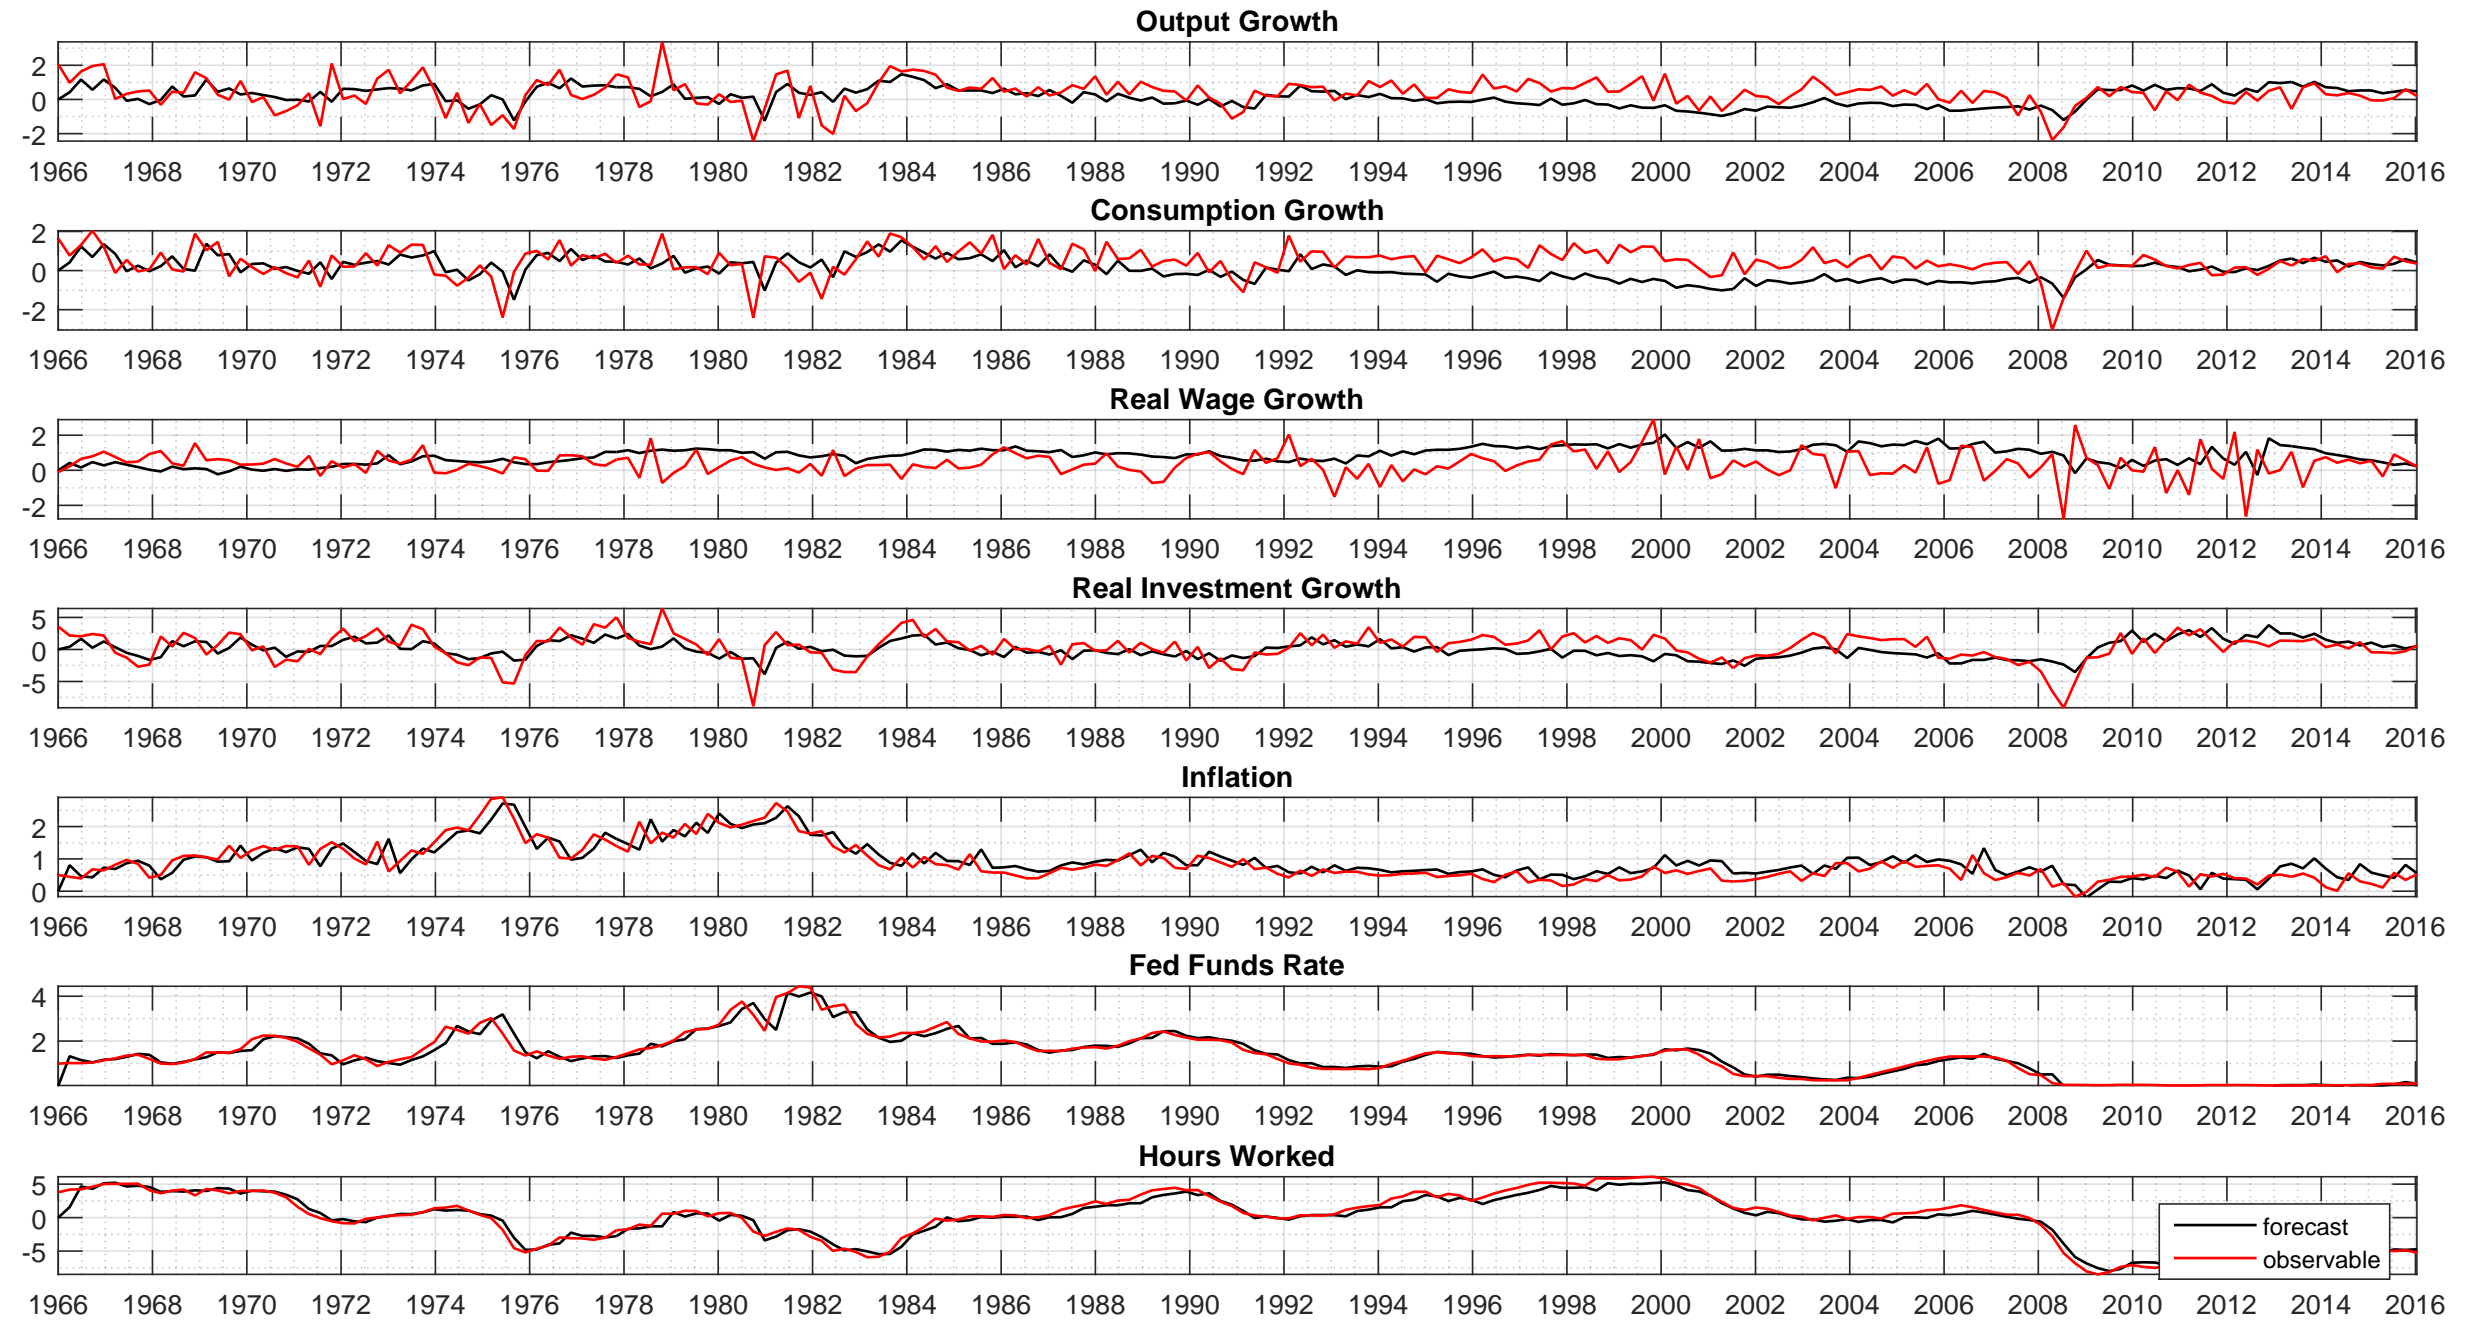 Output Growth
2
0
-2
1966 1968 1970 1972 1974 1976 1978 1980 1982 1984 1986 1988 1990 1992 1994 1996 1998 2000 2002 2004 2006 2008 2010 2012 2014 2016
Consumption Growth
2
0
-2
1966 1968 1970 1972 1974 1976 1978 1980 1982 1984 1986 1988 1990 1992 1994 1996 1998 2000 2002 2004 2006 2008 2010 2012 2014 2016
Real Wage Growth
2
0
-2
1966 1968 1970 1972 1974 1976 1978 1980 1982 1984 1986 1988 1990 1992 1994 1996 1998 2000 2002 2004 2006 2008 2010 2012 2014 2016
Real Investment Growth
5
0
-5
1966 1968 1970 1972 1974 1976 1978 1980 1982 1984 1986 1988 1990 1992 1994 1996 1998 2000 2002 2004 2006 2008 2010 2012 2014 2016
Inflation
2
1
0
1966 1968 1970 1972 1974 1976 1978 1980 1982 1984 1986 1988 1990 1992 1994 1996 1998 2000 2002 2004 2006 2008 2010 2012 2014 2016
Fed Funds Rate
4
2
1966 1968 1970 1972 1974 1976 1978 1980 1982 1984 1986 1988 1990 1992 1994 1996 1998 2000 2002 2004 2006 2008 2010 2012 2014 2016
Hours Worked
5
0
-5
forecast
observable
1966 1968 1970 1972 1974 1976 1978 1980 1982 1984 1986 1988 1990 1992 1994 1996 1998 2000 2002 2004 2006 2008 2010 2012 2014 2016